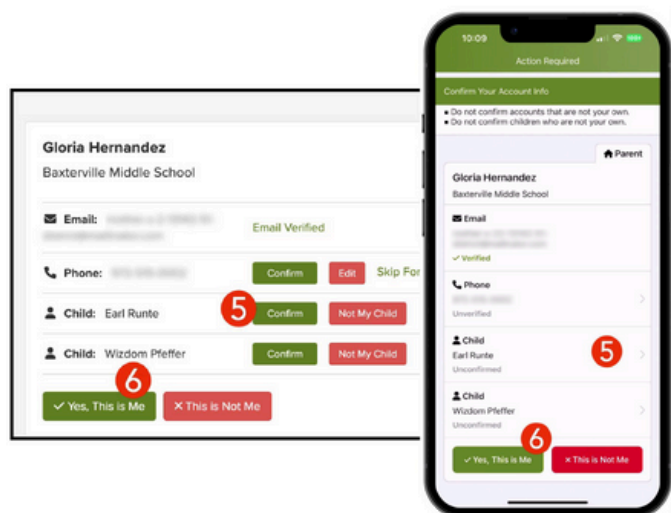 Gloria Hernandez
Baxterville Middle School
Email:
Email Verified
Phone:
Confirm Edit Skip For
5
Child: Earl Runte Confirm Not My Child
Child: Wizdom Pfeffer Confirm Not My Child
6
✓ Yes, This is Me × This is Not Me
10:09
Action Required
Confirm Your Account Info
• Do not confirm accounts that are not your own.
• Do not confirm children who are not your own.
Parent
Gloria Hernandez
Baxterville Middle School
Email
✓ Verified
Phone
Unverified
Child
Earl Runte
5
Unconfirmed
Child
Wizdom Pfeffer
Unconfirmed
6
✓ Yes, This is Me × This is Not Me